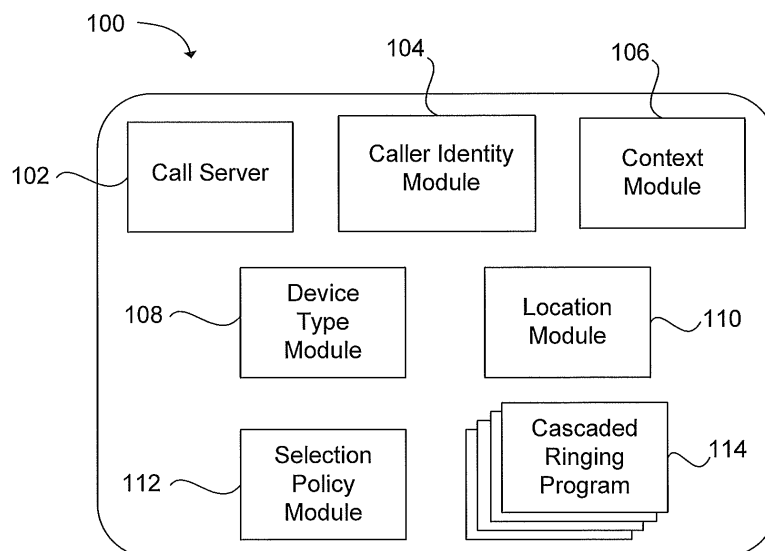 100
104
106
102
Call Server
Caller Identity
Module
Context
Module
108
Device
Type
Module
Location
Module
110
112
Selection
Policy
Module
Cascaded
Ringing
Program
114